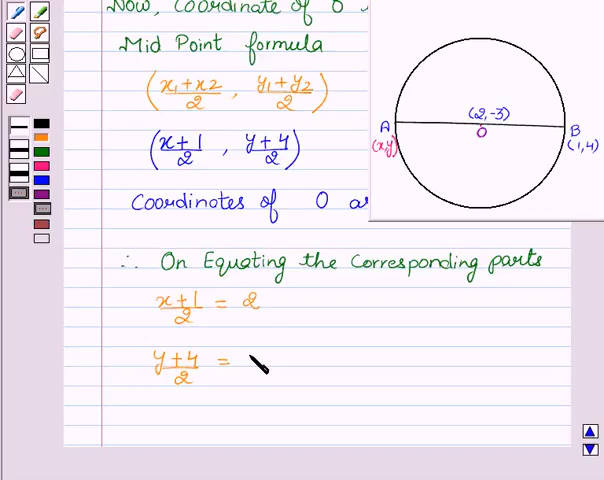 Now, Coordinate of O
Mid Point formula
(x1+x2/2 , y1+y2/2)
(x+1/2 , y+4/2)
Coordinates of O
∴ On Equating the Corresponding parts
x+1/2 = 2
y+4/2 =
(2,-3)
A
O
B
(x,y)
(1,4)